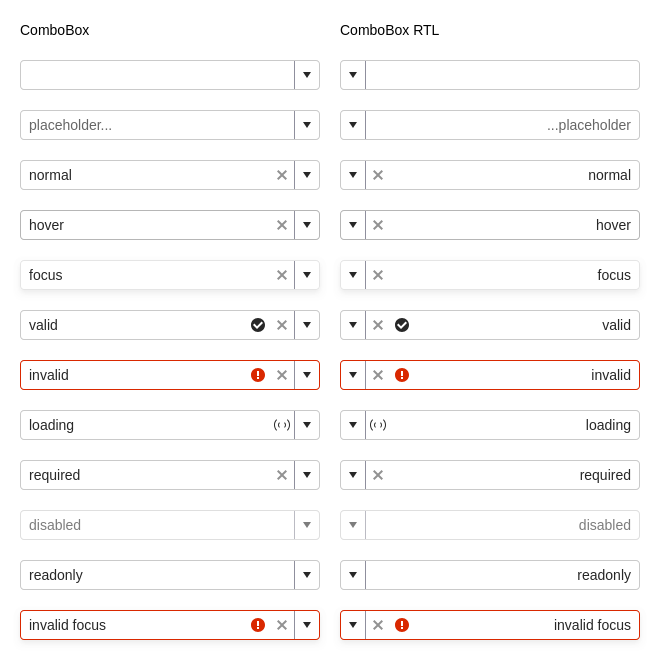 ComboBox
ComboBox RTL
placeholder...
...placeholder
normal
normal
hover
hover
focus
focus
valid
valid
invalid
invalid
loading
loading
required
required
disabled
disabled
readonly
readonly
invalid focus
invalid focus